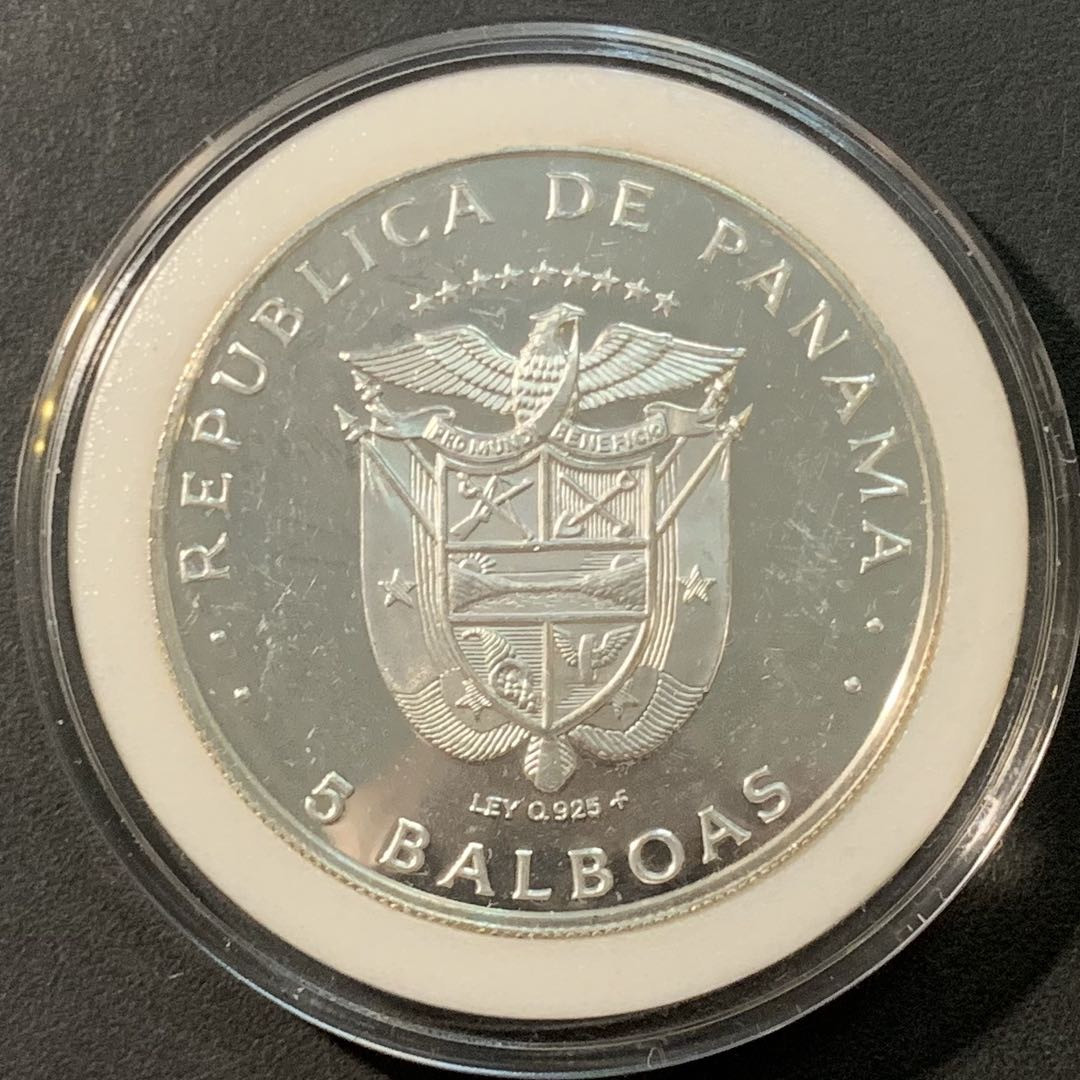 REPUBLICA DE PANAMA
PRO MUNDI BENEFICIO
LEY 0.925
5 BALBOAS